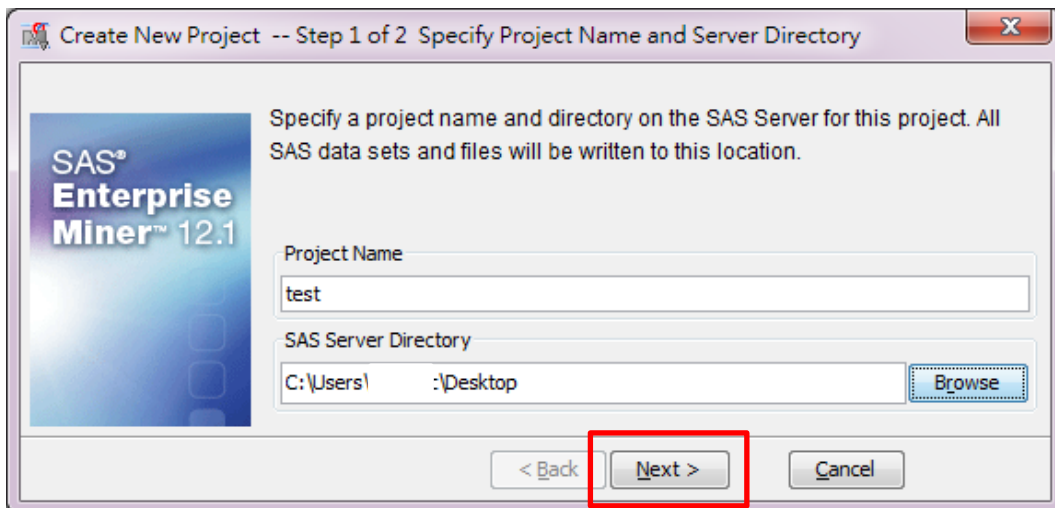 Create New Project -- Step 1 of 2 Specify Project Name and Server Directory
SAS®
Enterprise
Miner™ 12.1
Specify a project name and directory on the SAS Server for this project. All
SAS data sets and files will be written to this location.
Project Name
test
SAS Server Directory
C:\Users\ :\Desktop
Browse
< Back
Next >
Cancel